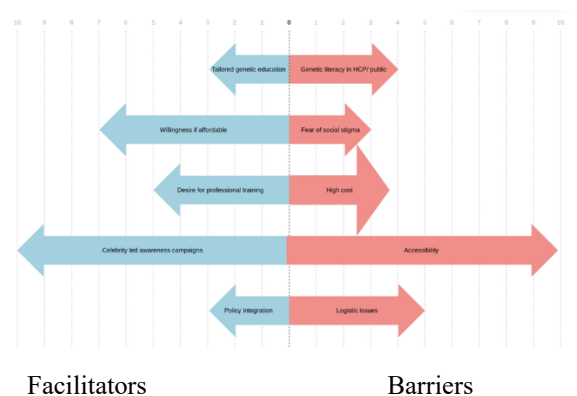 10 9 8 7 6 5 4 3 2 1 0 1 2 3 4 5 6 7 8 9 10
Tailored genetic education Genetic literacy in HCP/ public
Willingness if affordable Fear of social stigma
Desire for professional training High cost
Celebrity led awareness campaigns Accessibility
Policy integration Logistic issues
Facilitators Barriers